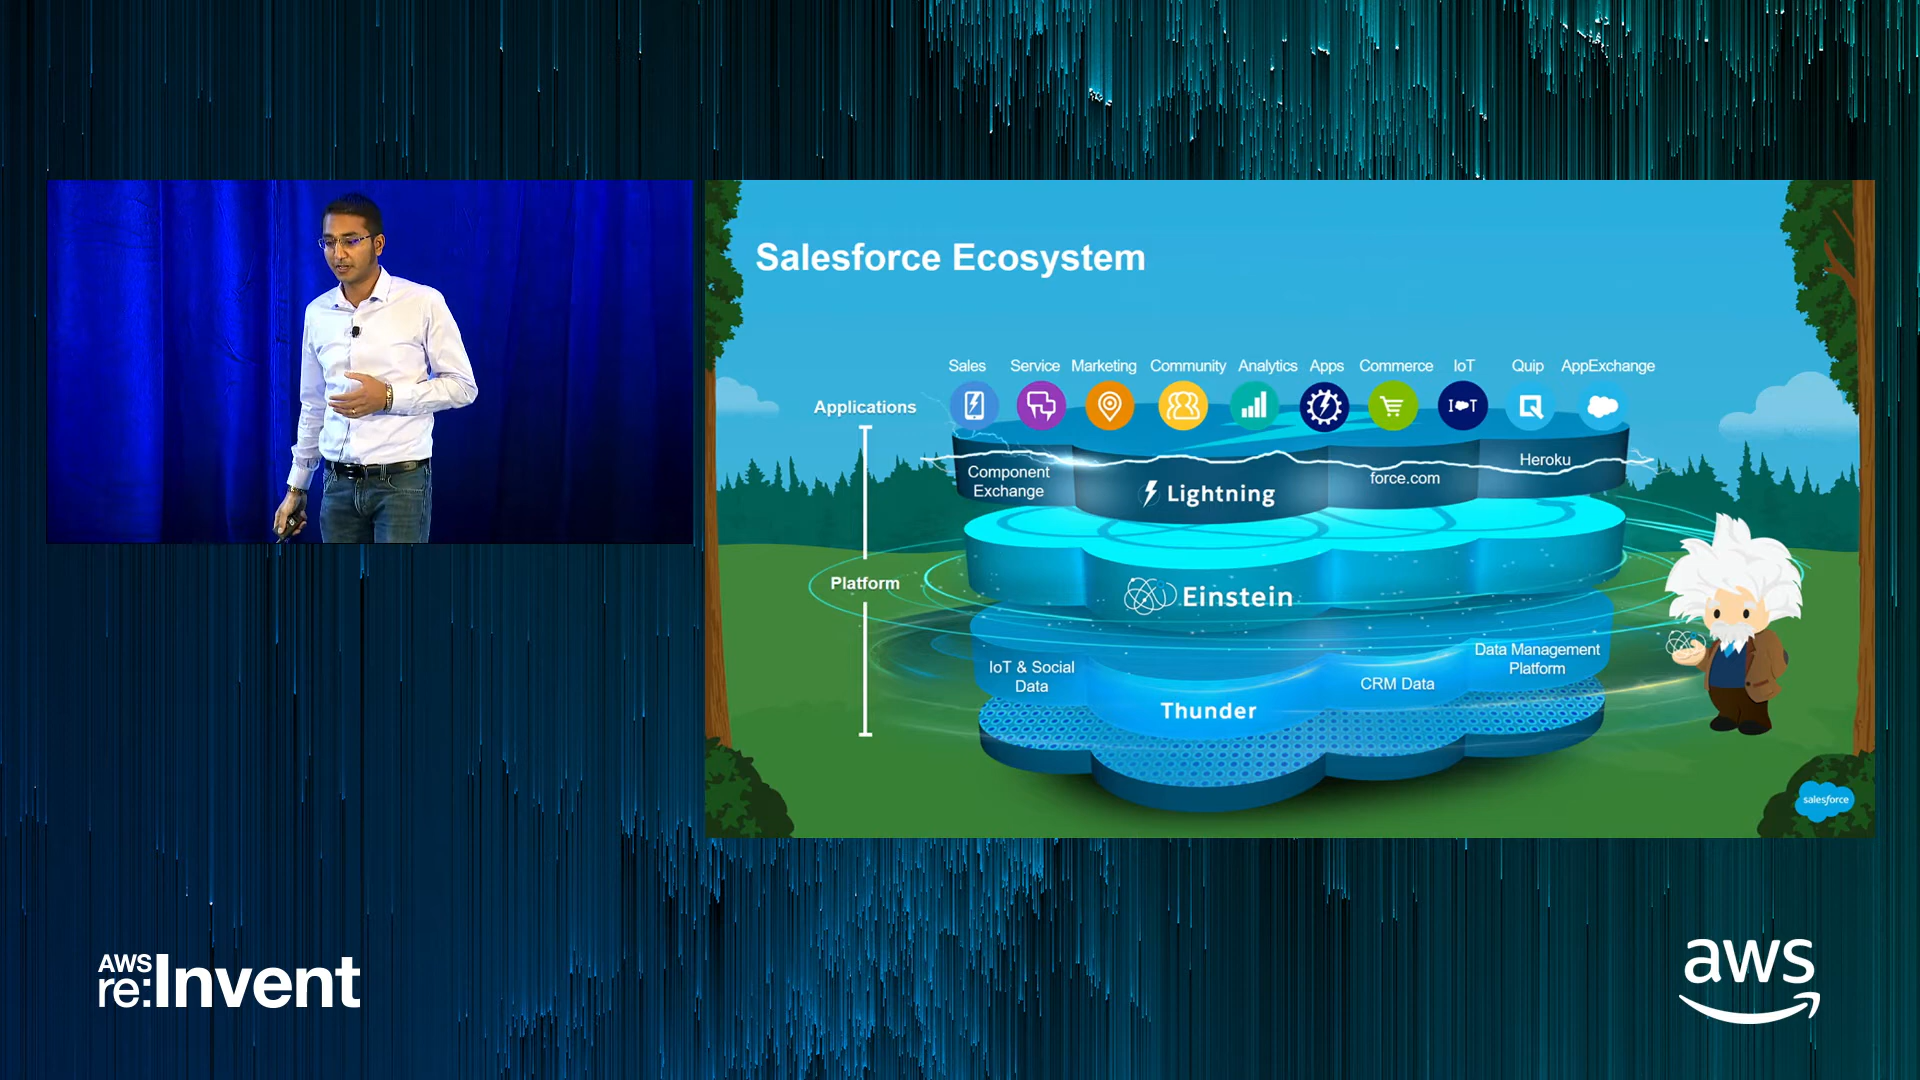 Salesforce Ecosystem
Sales Service Marketing Community Analytics Apps Commerce IoT Quip AppExchange
Applications
I T
Component
Exchange
Lightning
force.com
Heroku
Platform
Einstein
IoT & Social
Data
Thunder
CRM Data
Data Management
Platform
salesforce
AWS
re:Invent
aws